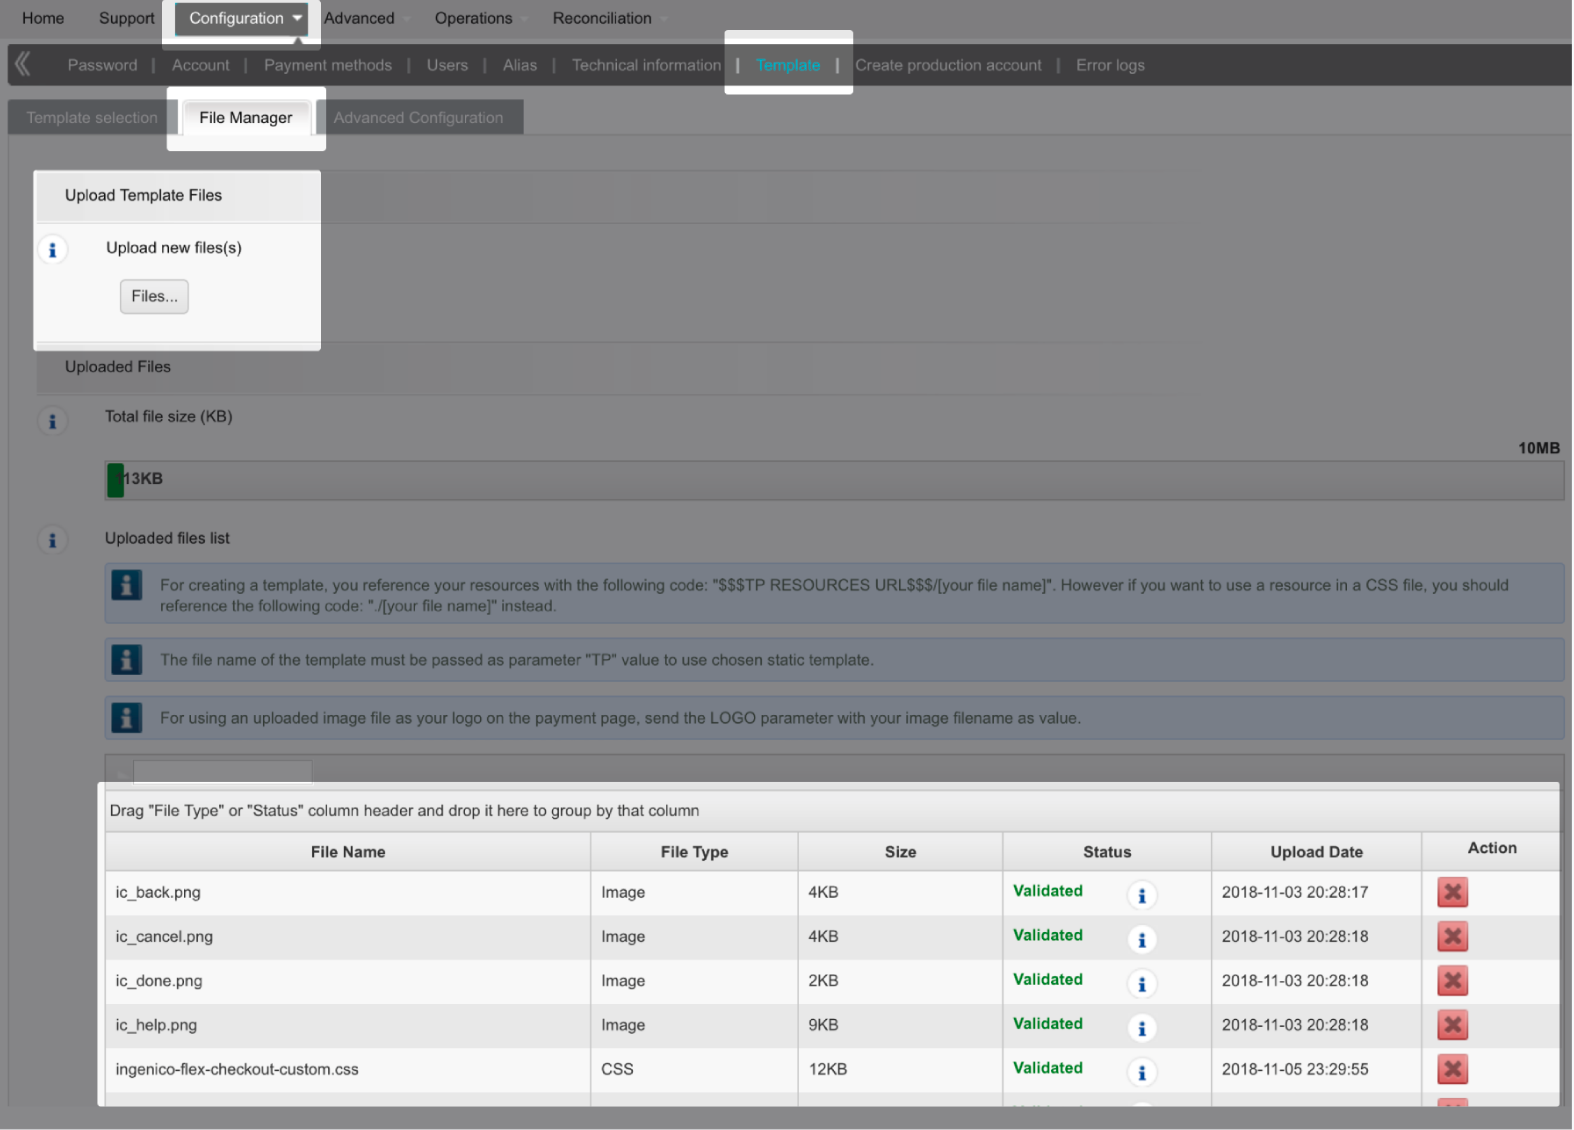 Home Support Configuration Advanced Operations Reconciliation
Password | Account | Payment methods | Users | Alias | Technical information | Template | Create production account | Error logs
Template selection File Manager Advanced Configuration
Upload Template Files
Upload new files(s)
Files...
Uploaded Files
Total file size (KB)
10MB
113KB
Uploaded files list
For creating a template, you reference your resources with the following code: "$$$TP RESOURCES URL$$$/[your file name]". However if you want to use a resource in a CSS file, you should
reference the following code: "./[your file name]" instead.
The file name of the template must be passed as parameter "TP" value to use chosen static template.
For using an uploaded image file as your logo on the payment page, send the LOGO parameter with your image filename as value.
Drag "File Type" or "Status" column header and drop it here to group by that column
File Name File Type Size Status Upload Date Action
ic_back.png Image 4KB Validated 2018-11-03 20:28:17
ic_cancel.png Image 4KB Validated 2018-11-03 20:28:18
ic_done.png Image 2KB Validated 2018-11-03 20:28:18
ic_help.png Image 9KB Validated 2018-11-03 20:28:18
ingenico-flex-checkout-custom.css CSS 12KB Validated 2018-11-05 23:29:55